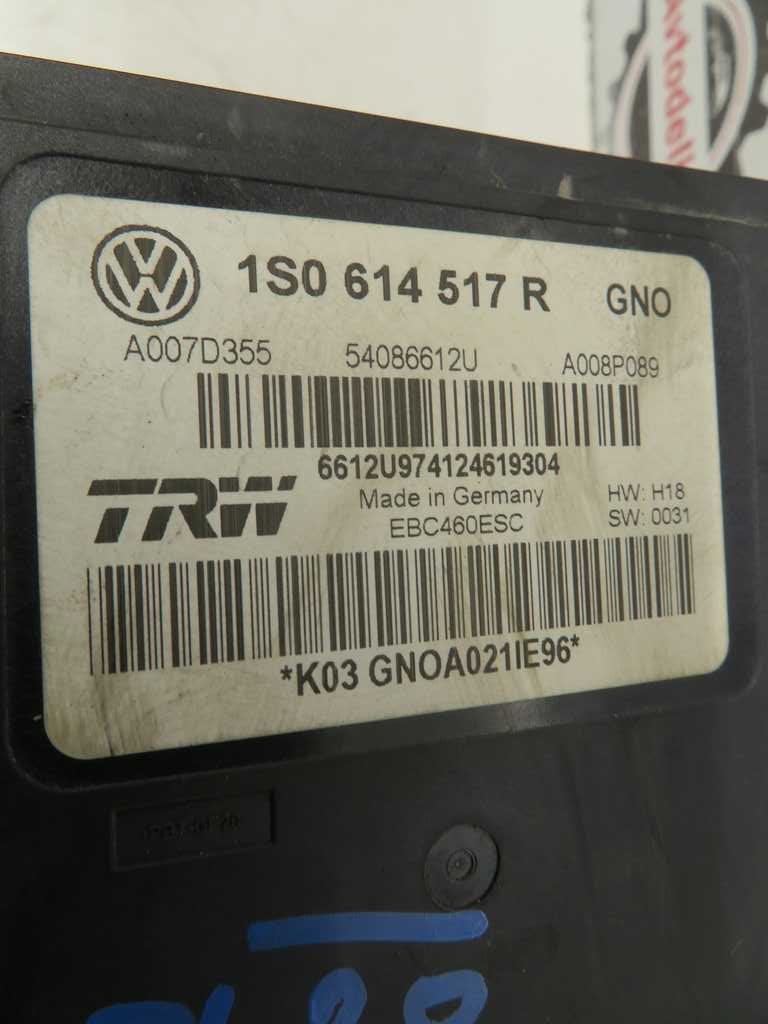 Avtodeli
1S0 614 517 R GNO
A007D355 54086612U A008P089
6612U974124619304
TRW
Made in Germany
EBC460ESC
HW: H18
SW: 0031
*K03 GNOA021IE96*